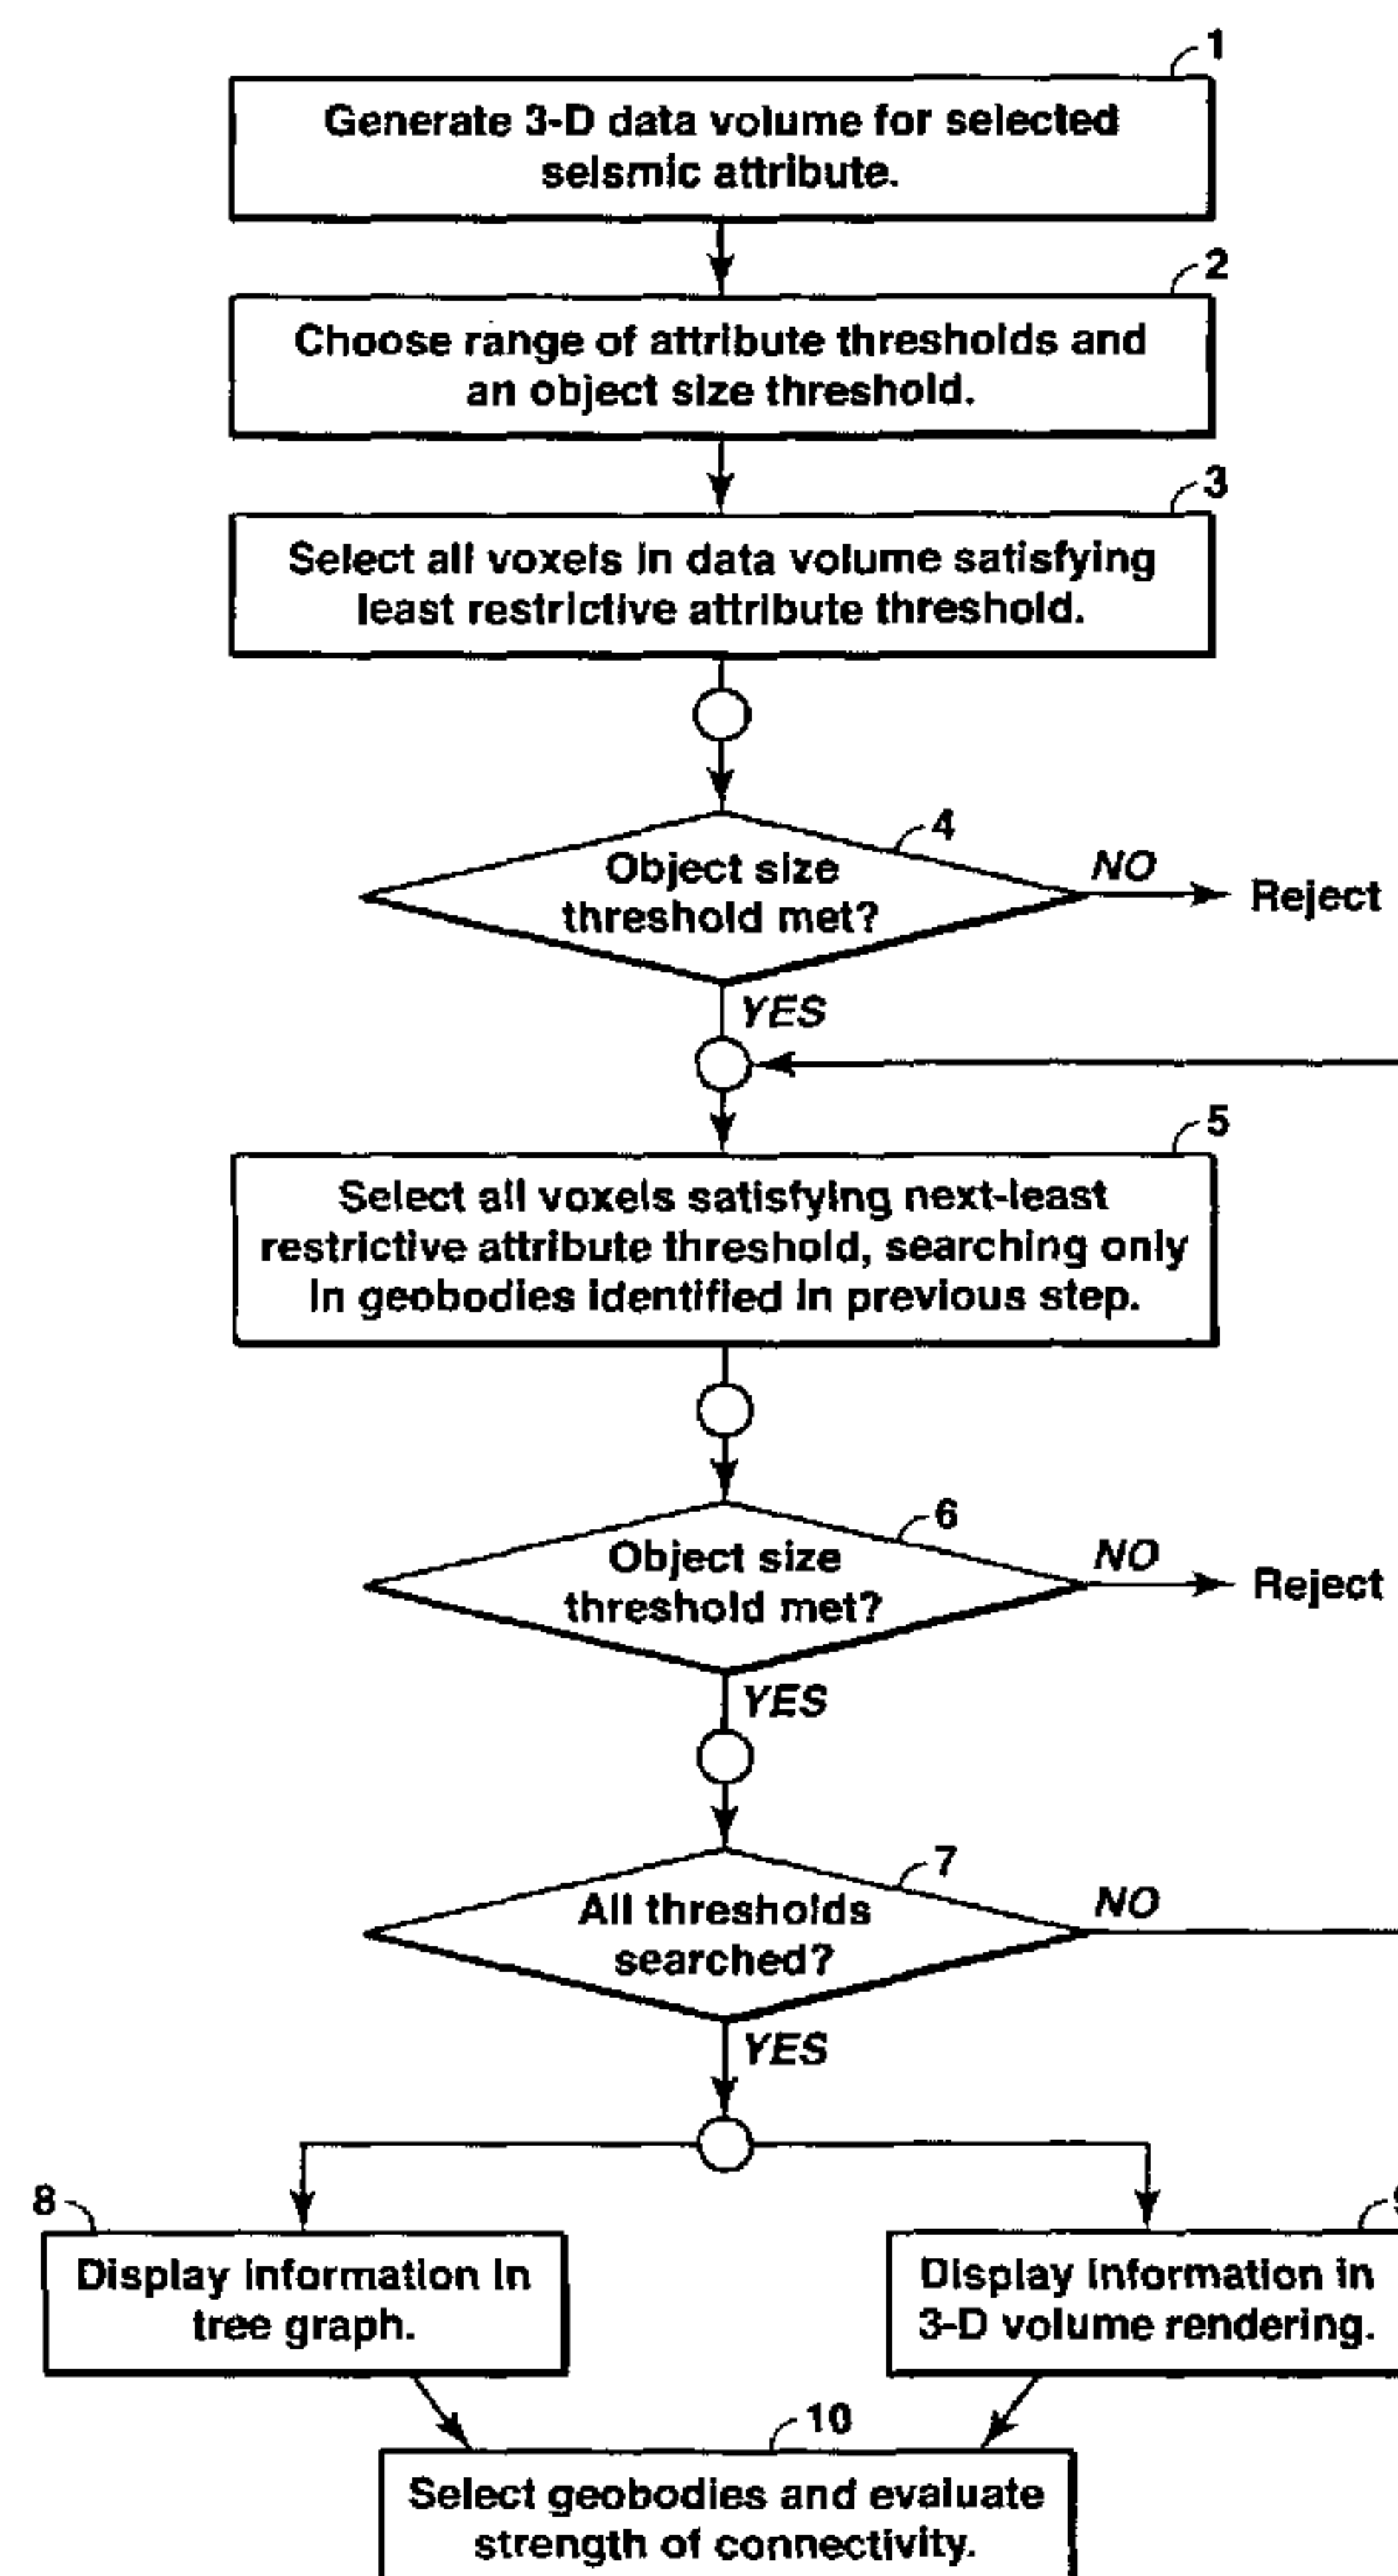 1
Generate 3-D data volume for selected
seismic attribute.
2
Choose range of attribute thresholds and
an object size threshold.
3
Select all voxels in data volume satisfying
least restrictive attribute threshold.
4
Object size
threshold met?
NO
Reject
YES
5
Select all voxels satisfying next-least
restrictive attribute threshold, searching only
in geobodies identified in previous step.
6
Object size
threshold met?
NO
Reject
YES
7
All thresholds
searched?
NO
YES
8
Display information in
tree graph.
9
Display information in
3-D volume rendering.
10
Select geobodies and evaluate
strength of connectivity.